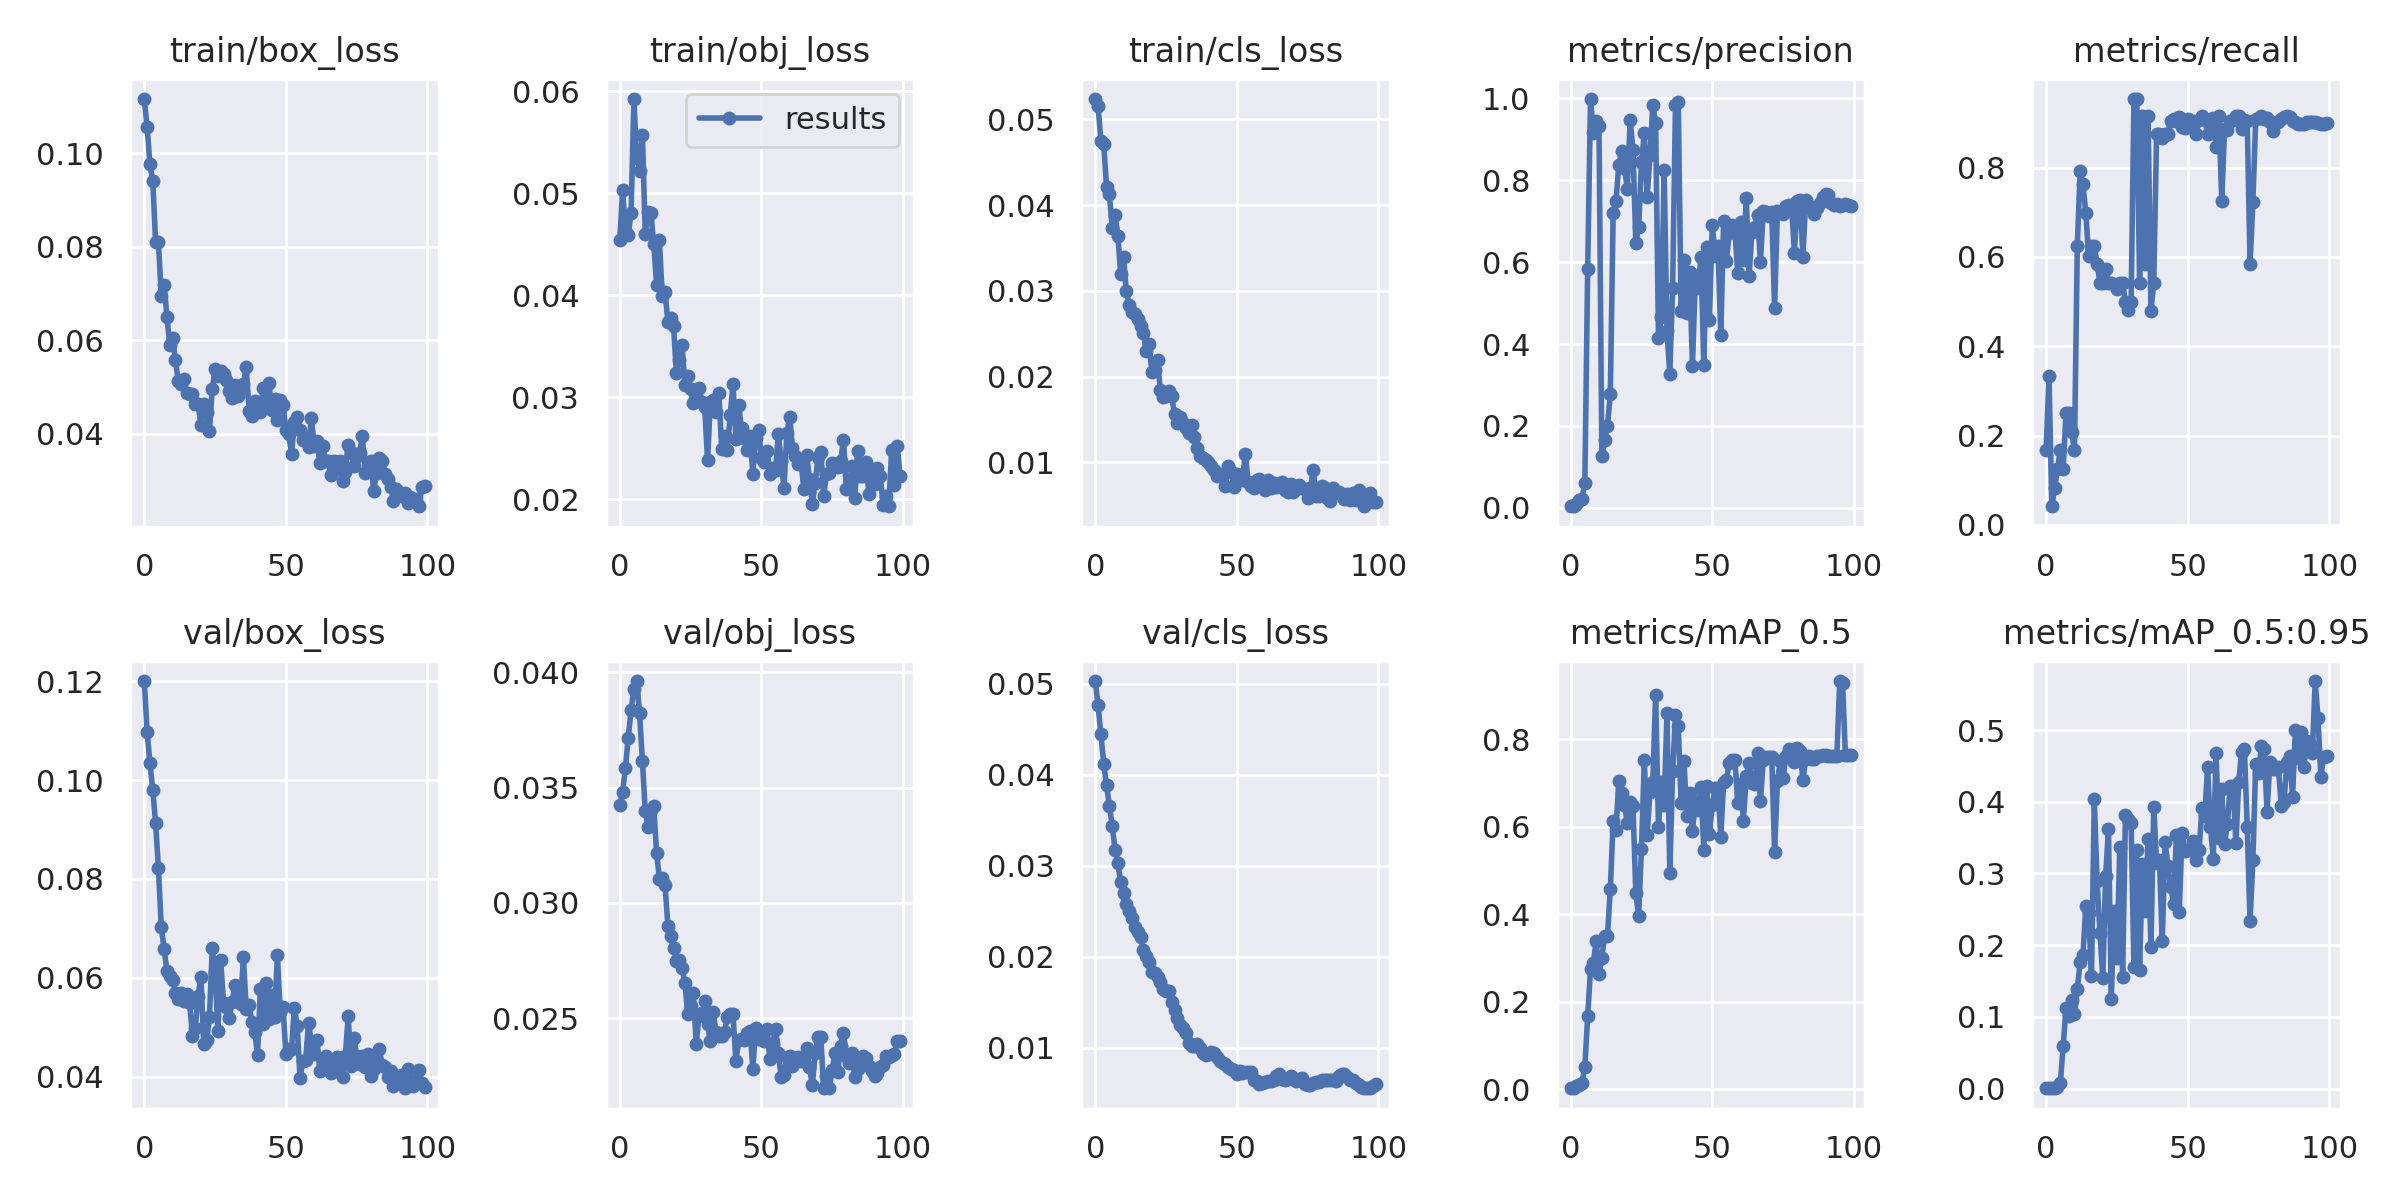 train/box_loss
0.10
0.08
0.06
0.04
0 50 100
train/obj_loss
results
0.06
0.05
0.04
0.03
0.02
0 50 100
train/cls_loss
0.05
0.04
0.03
0.02
0.01
0 50 100
metrics/precision
1.0
0.8
0.6
0.4
0.2
0.0
0 50 100
metrics/recall
0.8
0.6
0.4
0.2
0.0
0 50 100
val/box_loss
0.12
0.10
0.08
0.06
0.04
0 50 100
val/obj_loss
0.040
0.035
0.030
0.025
0 50 100
val/cls_loss
0.05
0.04
0.03
0.02
0.01
0 50 100
metrics/mAP_0.5
0.8
0.6
0.4
0.2
0.0
0 50 100
metrics/mAP_0.5:0.95
0.5
0.4
0.3
0.2
0.1
0.0
0 50 100